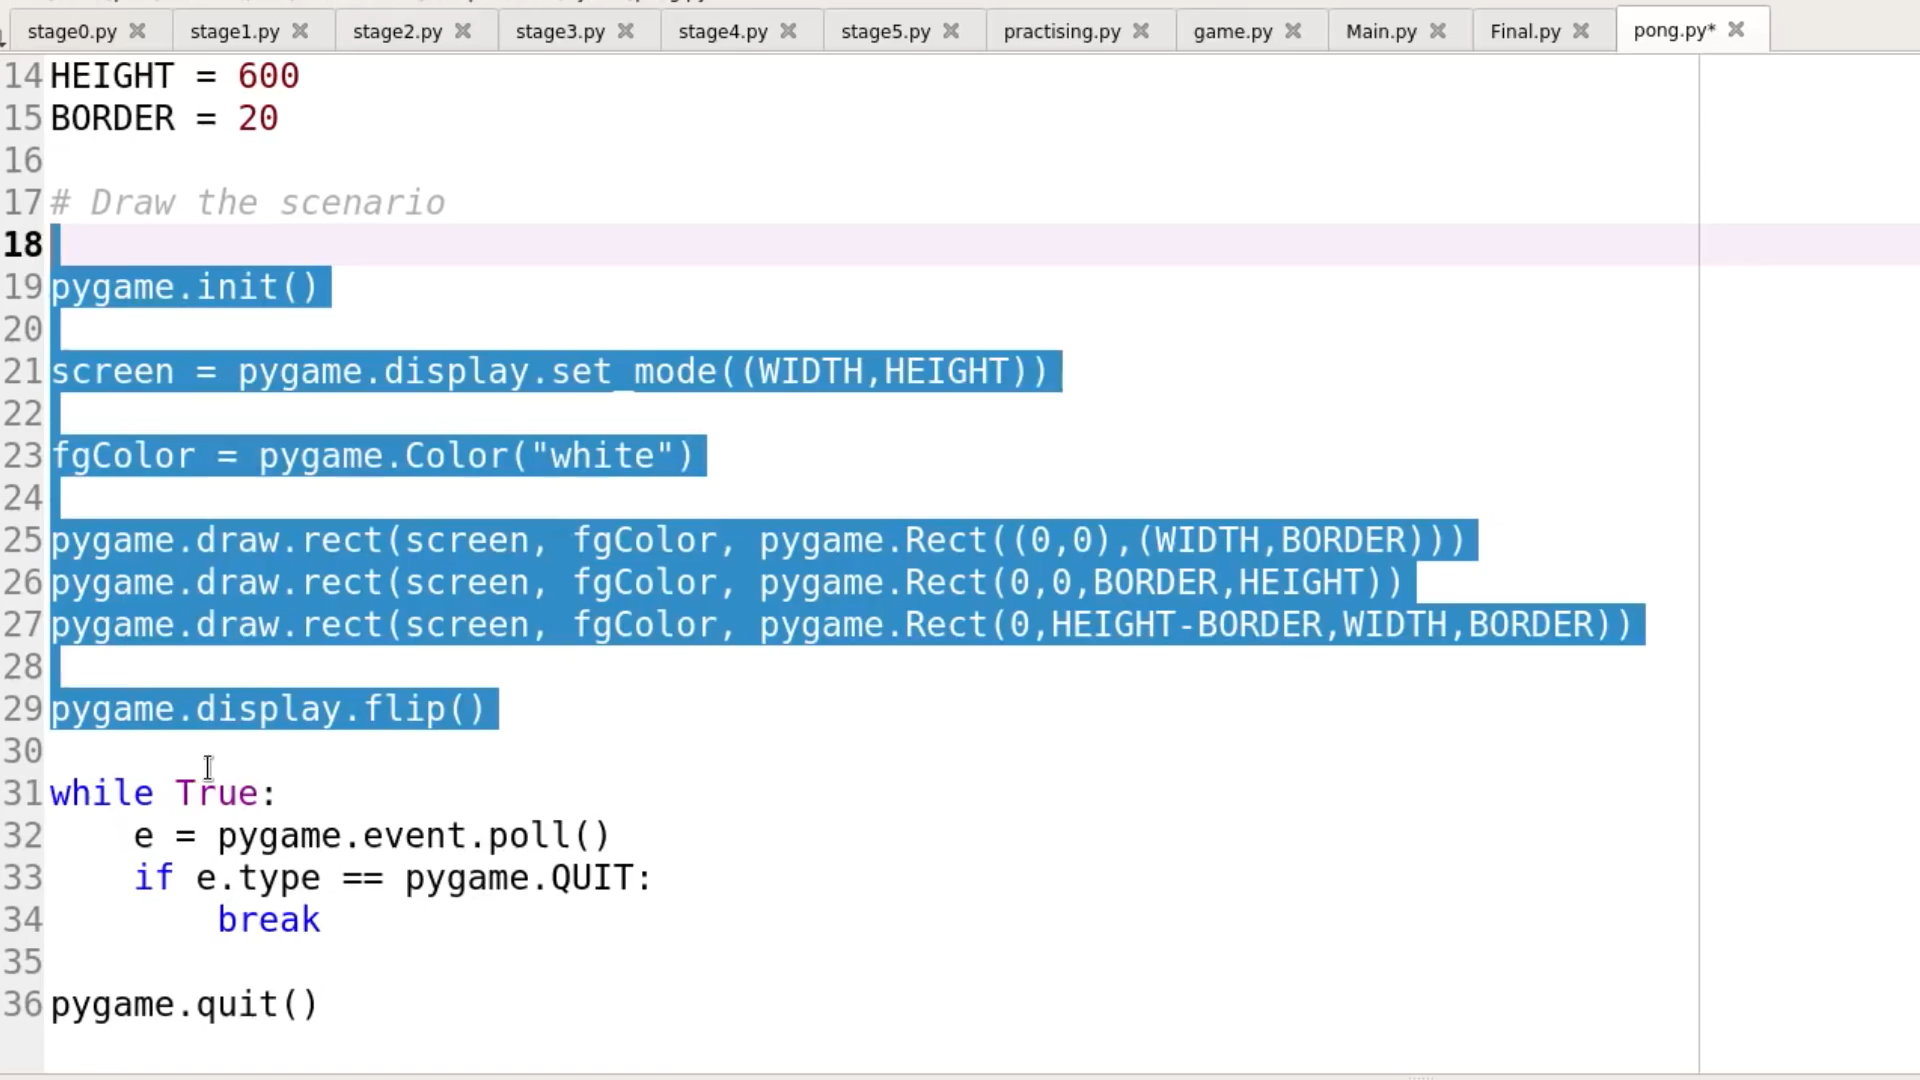 stage0.py stage1.py stage2.py stage3.py stage4.py stage5.py practising.py game.py Main.py Final.py pong.py*
14 HEIGHT = 600
15 BORDER = 20
16
17 # Draw the scenario
18
19 pygame.init()
20
21 screen = pygame.display.set_mode((WIDTH,HEIGHT))
22
23 fgColor = pygame.Color("white")
24
25 pygame.draw.rect(screen, fgColor, pygame.Rect((0,0),(WIDTH,BORDER)))
26 pygame.draw.rect(screen, fgColor, pygame.Rect(0,0,BORDER,HEIGHT))
27 pygame.draw.rect(screen, fgColor, pygame.Rect(0,HEIGHT-BORDER,WIDTH,BORDER))
28
29 pygame.display.flip()
30
31 while True:
32     e = pygame.event.poll()
33     if e.type == pygame.QUIT:
34         break
35
36 pygame.quit()